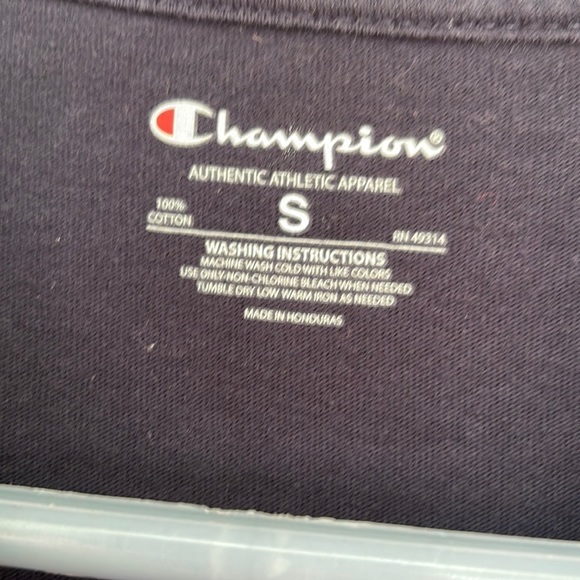 Champion®
AUTHENTIC ATHLETIC APPAREL
100%
COTTON
S
RN 49314
WASHING INSTRUCTIONS
MACHINE WASH COLD WITH LIKE COLORS
USE ONLY-NON-CHLORINE BLEACH WHEN NEEDED
TUMBLE DRY LOW WARM IRON AS NEEDED
MADE IN HONDURAS